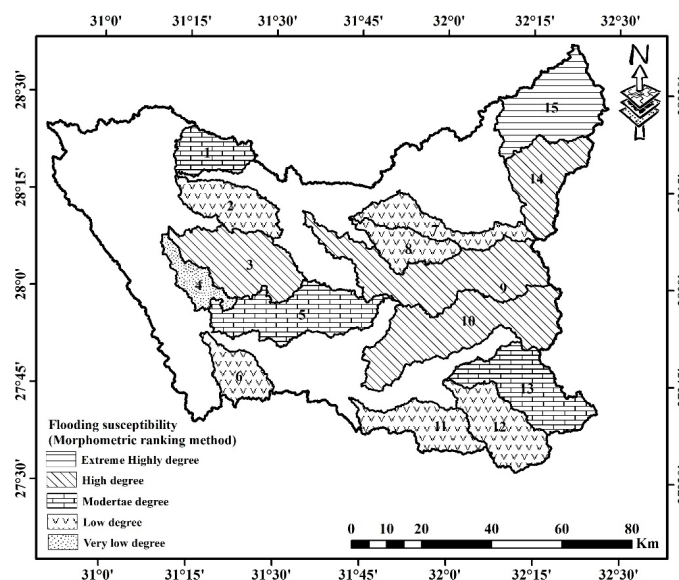 31°0' 31°15' 31°30' 31°45' 32°0' 32°15' 32°30'
28°30'
28°15'
28°0'
27°45'
27°30'
N
15
1
14
2
8
3
4
9
5
10
6
13
11
12
Flooding susceptibility
(Morphometric ranking method)
Extreme Highly degree
High degree
Modertae degree
Low degree
Very low degree
0 5 10 15 20 40 60 80
Km
31°0' 31°15' 31°30' 31°45' 32°0' 32°15' 32°30'